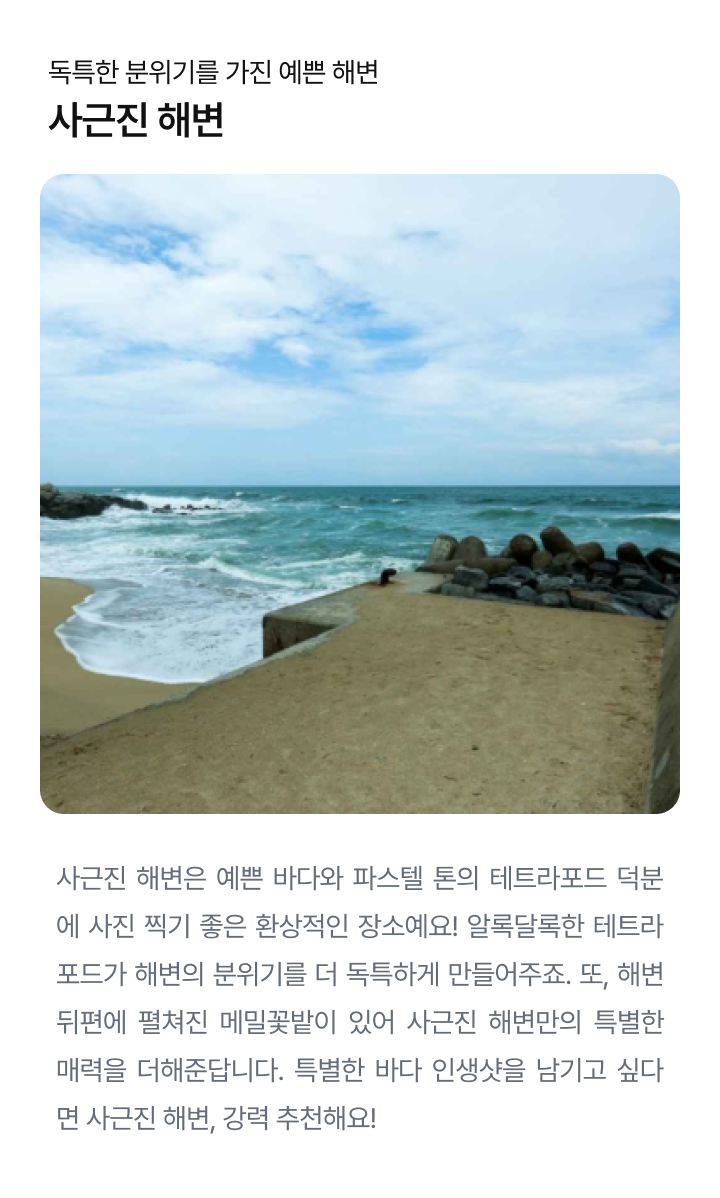 독특한 분위기를 가진 예쁜 해변
사근진 해변
사근진 해변은 예쁜 바다와 파스텔 톤의 테트라포드 덕분
에 사진 찍기 좋은 환상적인 장소예요! 알록달록한 테트라
포드가 해변의 분위기를 더 독특하게 만들어주죠. 또, 해변
뒤편에 펼쳐진 메밀꽃밭이 있어 사근진 해변만의 특별한
매력을 더해준답니다. 특별한 바다 인생샷을 남기고 싶다
면 사근진 해변, 강력 추천해요!